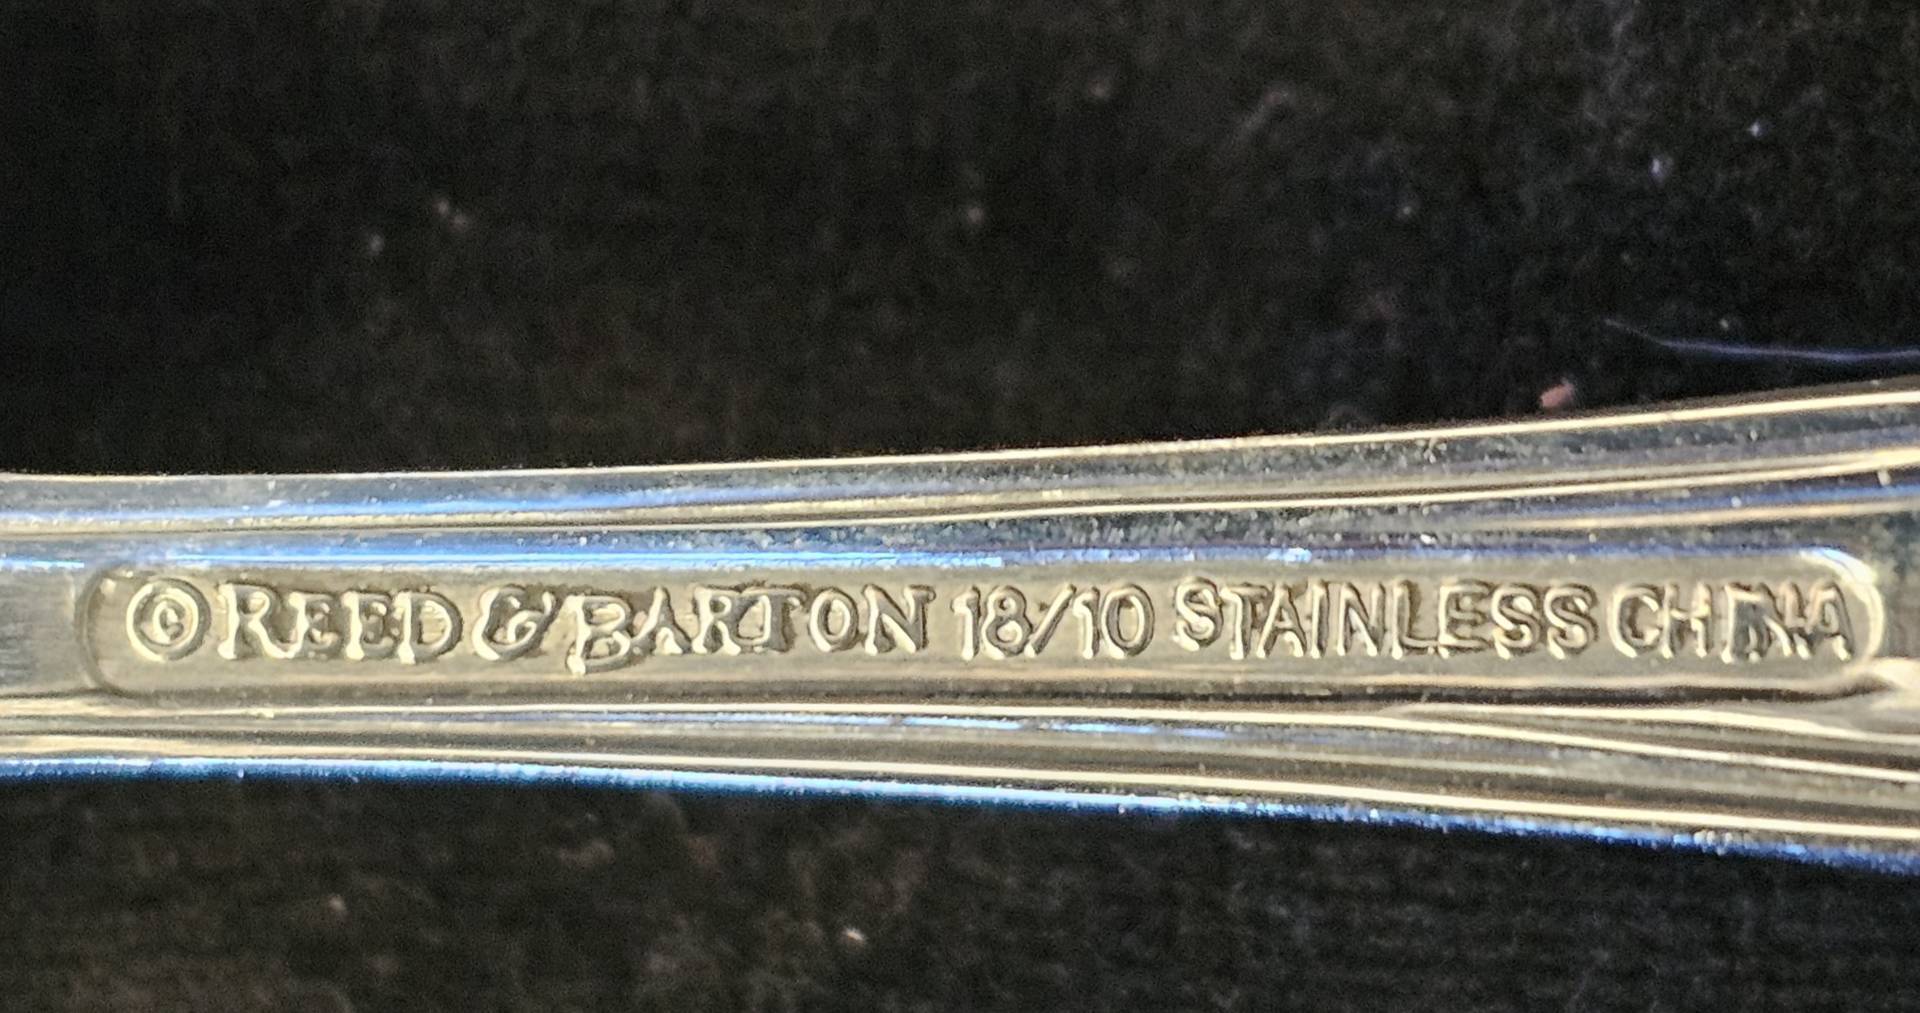 © REED & BARTON 18/10 STAINLESS CHINA